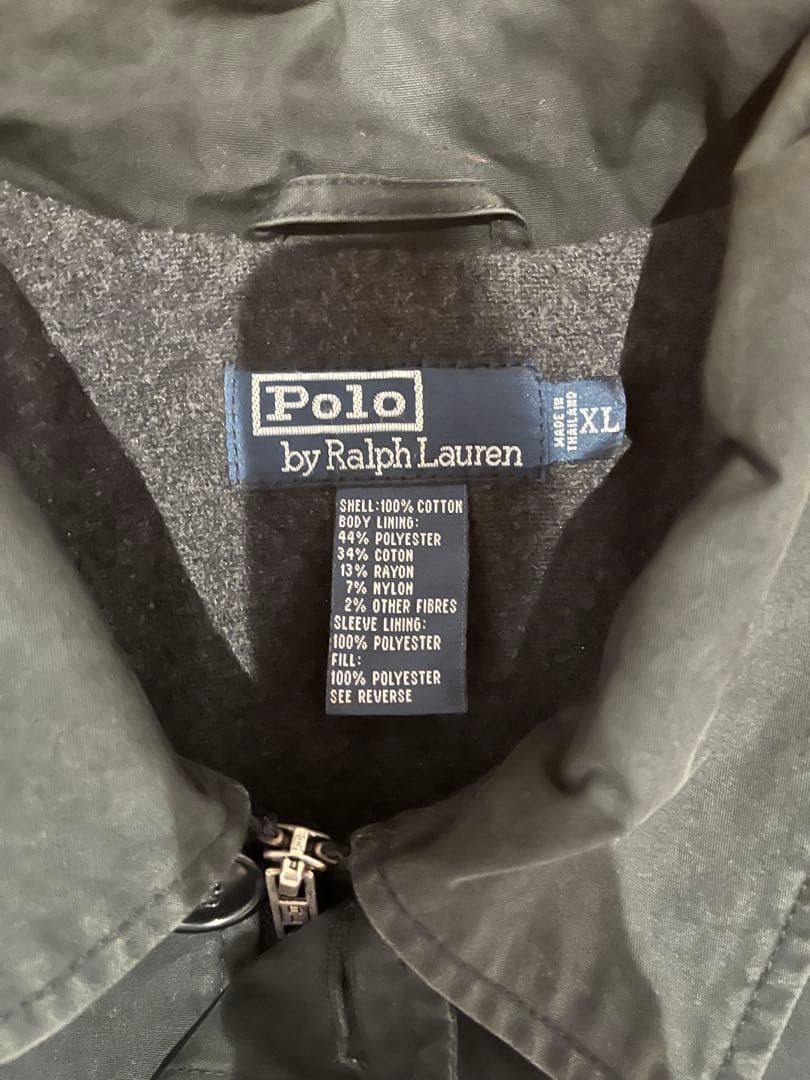 Polo
by Ralph Lauren
MADE IN
THAILAND
XL
SHELL:100% COTTON
BODY LINING:
44% POLYESTER
34% COTON
13% RAYON
7% NYLON
2% OTHER FIBRES
SLEEVE LINING:
100% POLYESTER
FILL:
100% POLYESTER
SEE REVERSE